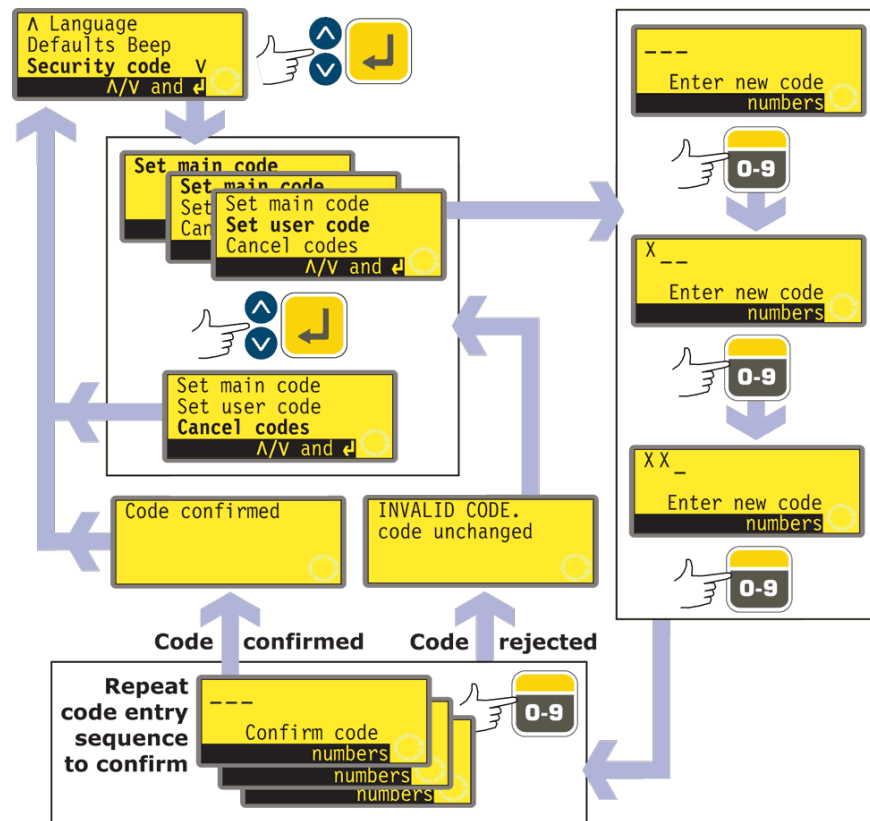 Λ Language
Defaults Beep
Security code V
Λ/V and ↲
Set main code
Set main code
Set
Can
Set main code
Set user code
Cancel codes
Λ/V and ↲
Set main code
Set user code
Cancel codes
Λ/V and ↲
Code confirmed
INVALID CODE.
code unchanged
Code confirmed
Code rejected
Repeat
code entry
sequence
to confirm
___
Confirm code
numbers
numbers
numbers
0-9
___
Enter new code
numbers
0-9
X__
Enter new code
numbers
0-9
XX_
Enter new code
numbers
0-9